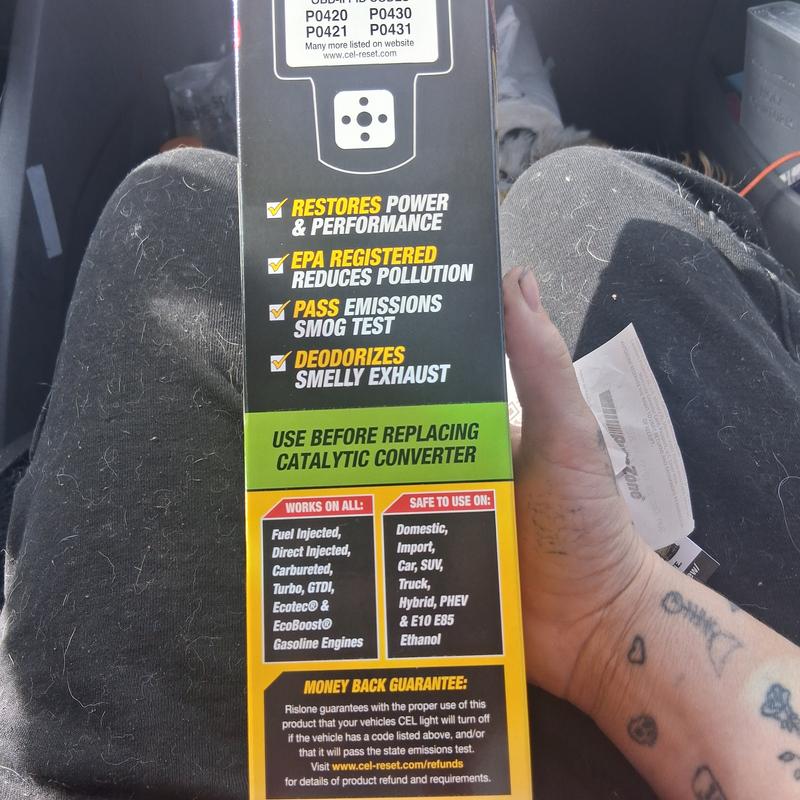 OBD-II FIX CODES
P0420 P0430
P0421 P0431
Many more listed on website
www.cel-reset.com
RESTORES POWER
& PERFORMANCE
EPA REGISTERED
REDUCES POLLUTION
PASS EMISSIONS
SMOG TEST
DEODORIZES
SMELLY EXHAUST
USE BEFORE REPLACING
CATALYTIC CONVERTER
WORKS ON ALL:
Fuel Injected,
Direct Injected,
Carbureted,
Turbo, GTDI,
Ecotec® &
EcoBoost®
Gasoline Engines
SAFE TO USE ON:
Domestic,
Import,
Car, SUV,
Truck,
Hybrid, PHEV
& E10 E85
Ethanol
MONEY BACK GUARANTEE:
Rislone guarantees with the proper use of this
product that your vehicles CEL light will turn off
if the vehicle has a code listed above, and/or
that it will pass the state emissions test.
Visit www.cel-reset.com/refunds
for details of product refund and requirements.